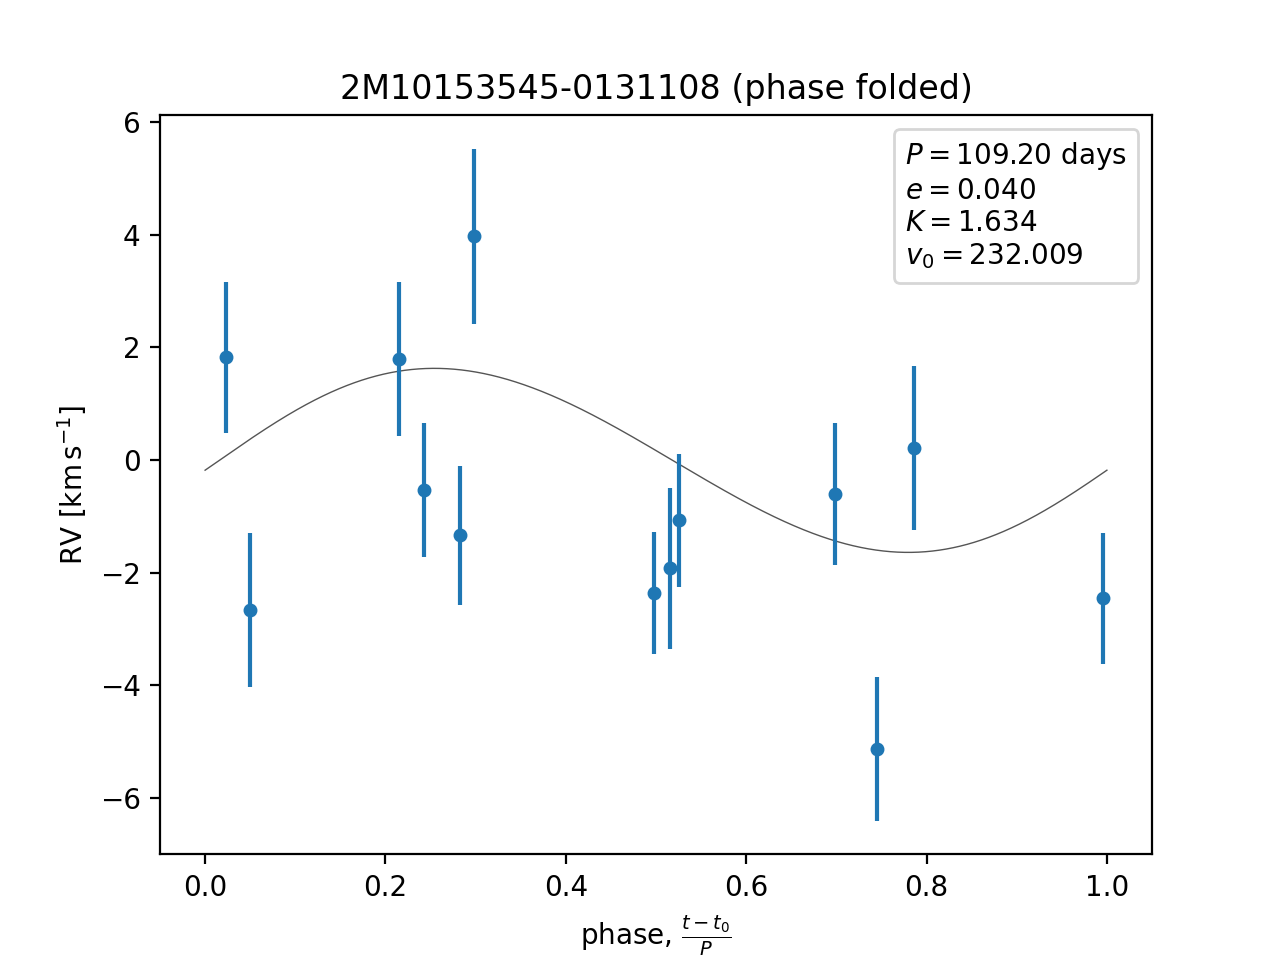 2M10153545-0131108 (phase folded)
P = 109.20 days
e = 0.040
K = 1.634
v₀ = 232.009
RV [km s⁻¹]
6
4
2
0
−2
−4
−6
0.0 0.2 0.4 0.6 0.8 1.0
phase, (t − t₀)/P